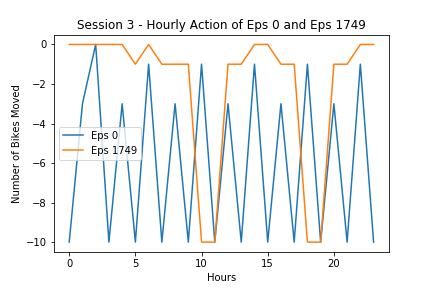 Session 3 - Hourly Action of Eps 0 and Eps 1749
Number of Bikes Moved
0
−2
−4
−6
−8
−10
Eps 0
Eps 1749
0 5 10 15 20
Hours